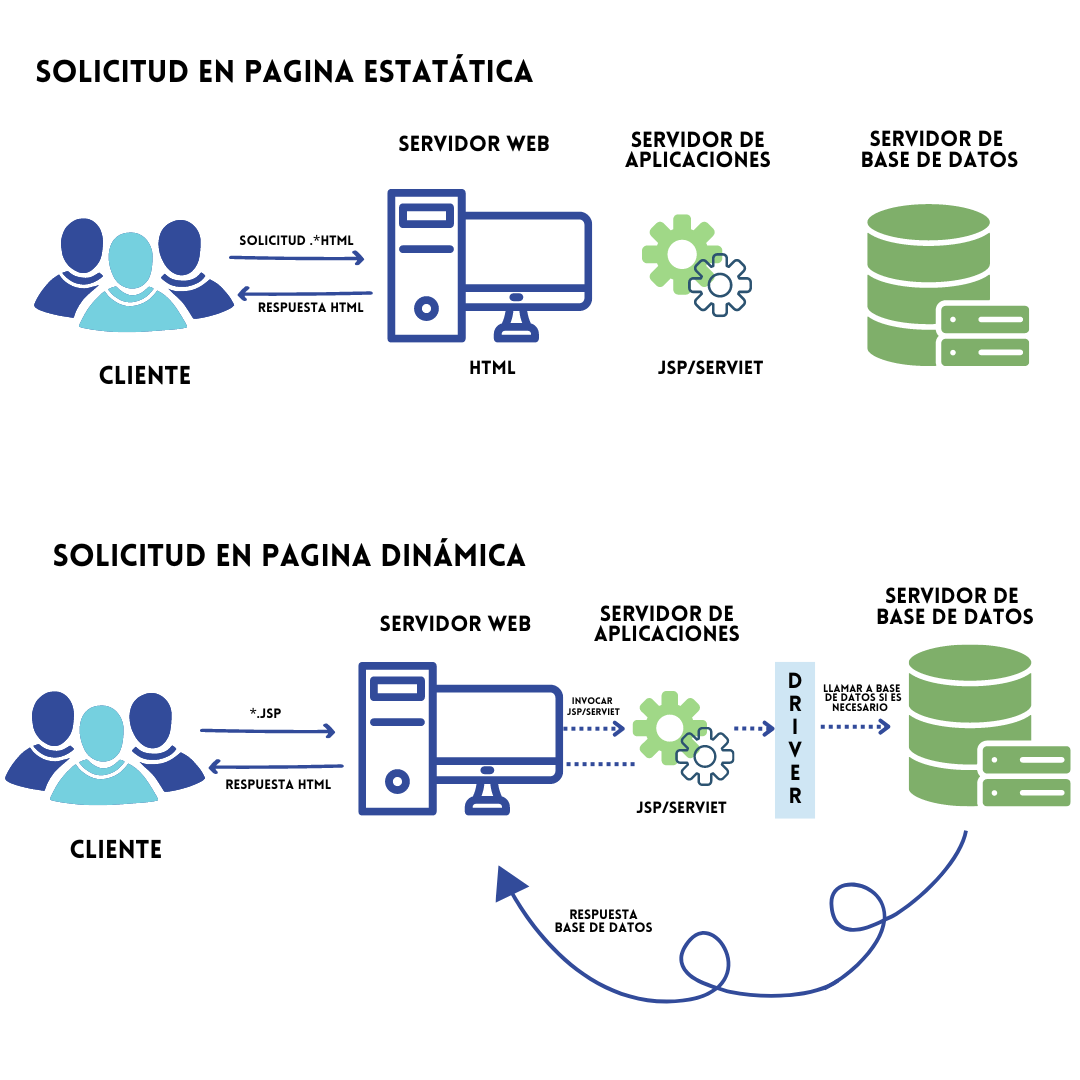 SOLICITUD EN PAGINA ESTATÁTICA
SERVIDOR WEB
SERVIDOR DE
APLICACIONES
SERVIDOR DE
BASE DE DATOS
SOLICITUD .*HTML
RESPUESTA HTML
CLIENTE
HTML
JSP/SERVIET
SOLICITUD EN PAGINA DINÁMICA
SERVIDOR WEB
SERVIDOR DE
APLICACIONES
SERVIDOR DE
BASE DE DATOS
*.JSP
RESPUESTA HTML
CLIENTE
INVOCAR
JSP/SERVIET
JSP/SERVIET
DRIVER
LLAMAR A BASE
DE DATOS SI ES
NECESARIO
RESPUESTA
BASE DE DATOS